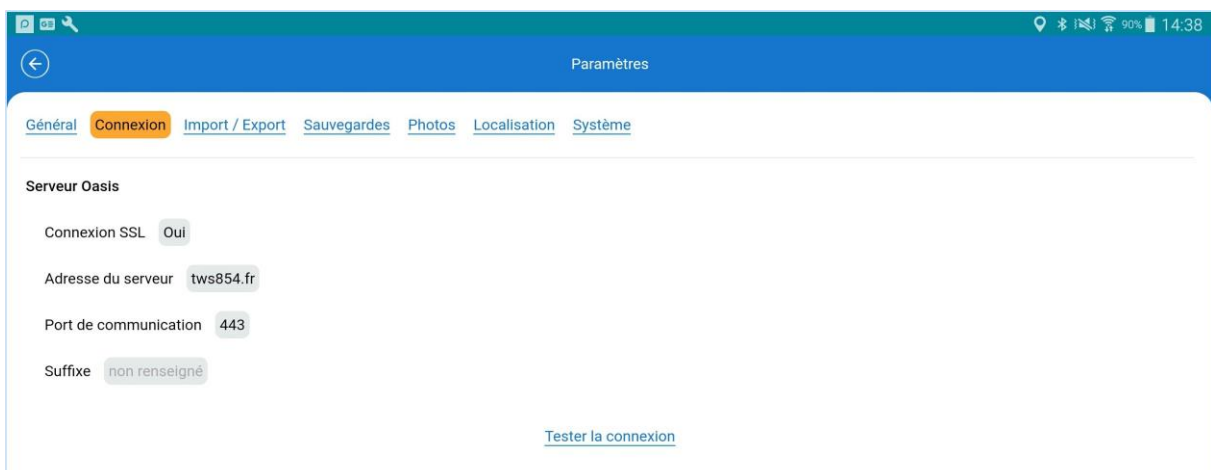 90% 14:38
Paramètres
Général Connexion Import / Export Sauvegardes Photos Localisation Système
Serveur Oasis
Connexion SSL Oui
Adresse du serveur tws854.fr
Port de communication 443
Suffixe non renseigné
Tester la connexion